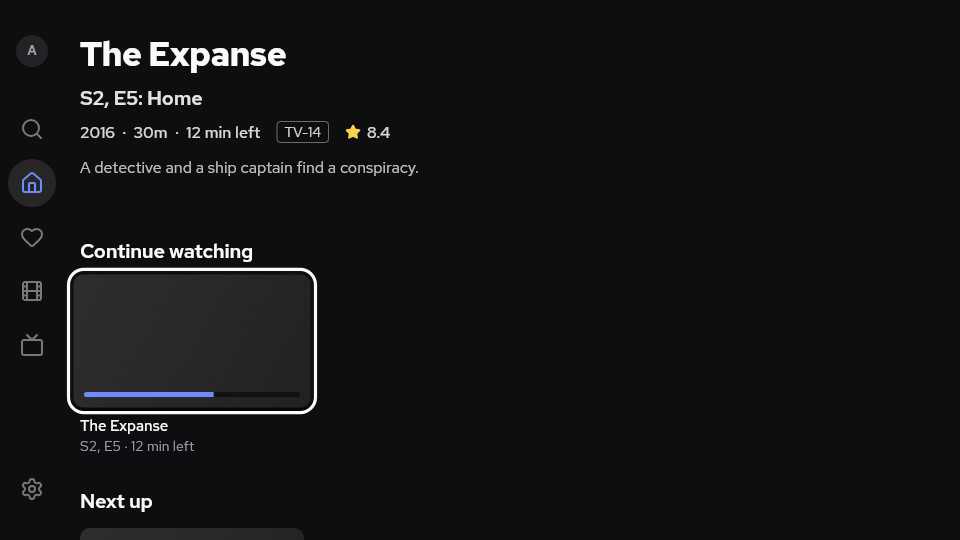 A
The Expanse
S2, E5: Home
2016 · 30m · 12 min left TV-14 8.4
A detective and a ship captain find a conspiracy.
Continue watching
The Expanse
S2, E5 · 12 min left
Next up